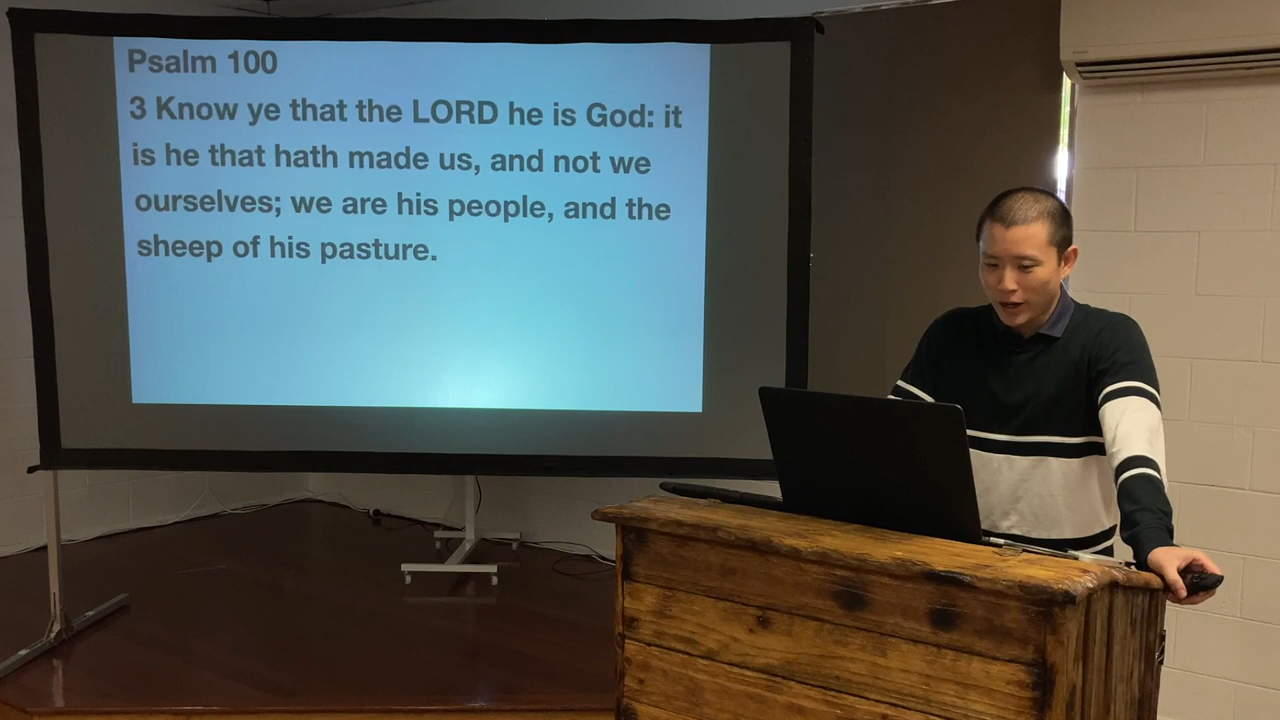 Psalm 100
3 Know ye that the LORD he is God: it
is he that hath made us, and not we
ourselves; we are his people, and the
sheep of his pasture.